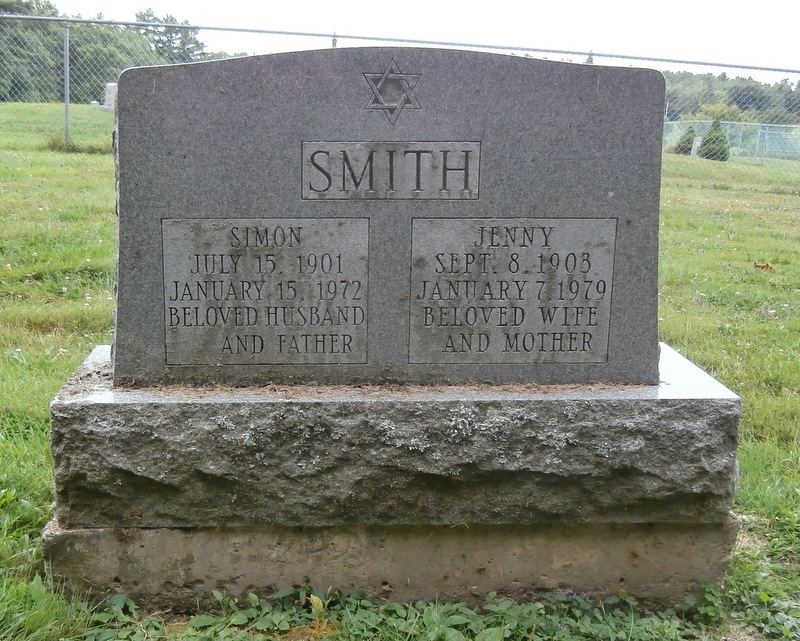 SMITH
SIMON
JULY 15, 1901
JANUARY 15, 1972
BELOVED HUSBAND
AND FATHER
JENNY
SEPT. 8, 1903
JANUARY 7, 1979
BELOVED WIFE
AND MOTHER